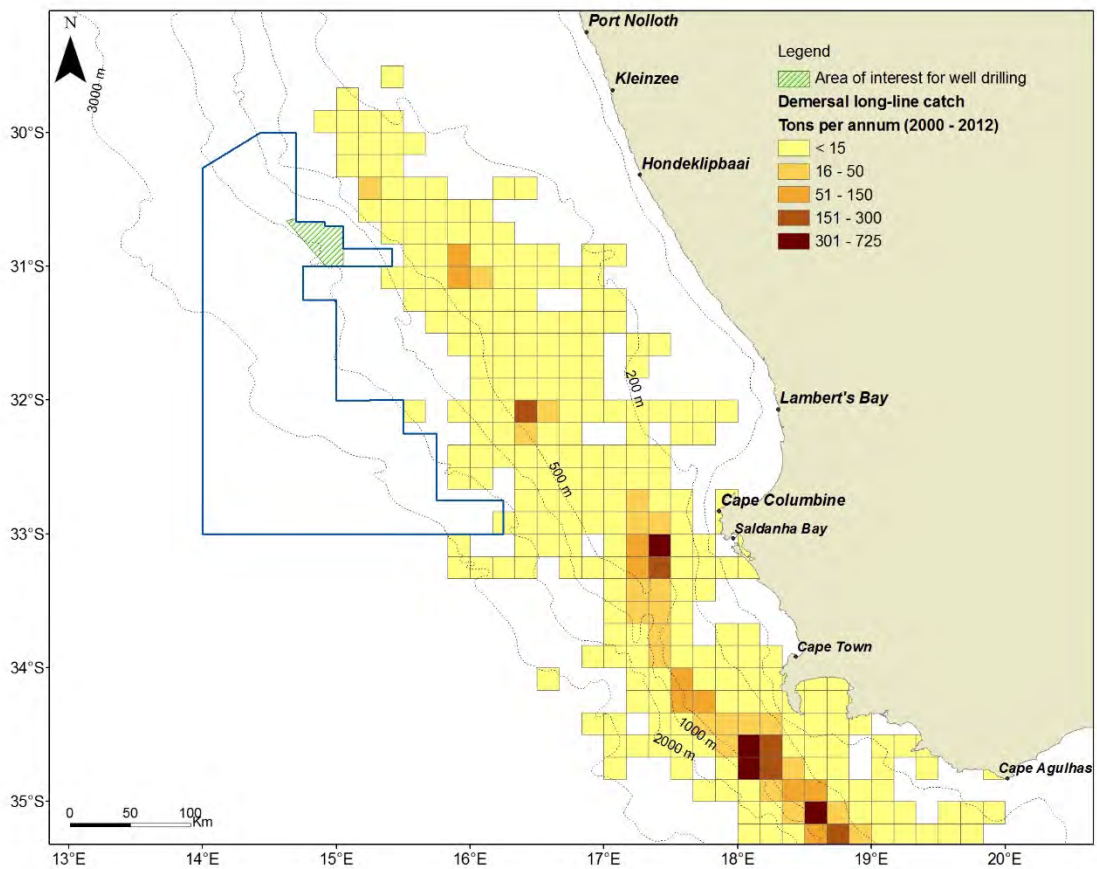 N
Port Nolloth
Legend
Area of interest for well drilling
Kleinzee
Demersal long-line catch
Tons per annum (2000 - 2012)
< 15
16 - 50
51 - 150
151 - 300
301 - 725
3000 m
30°S
Hondeklipbaai
31°S
200 m
32°S
Lambert's Bay
500 m
Cape Columbine
33°S
Saldanha Bay
Cape Town
34°S
1000 m
2000 m
Cape Agulhas
35°S
0 50 100
Km
13°E 14°E 15°E 16°E 17°E 18°E 19°E 20°E